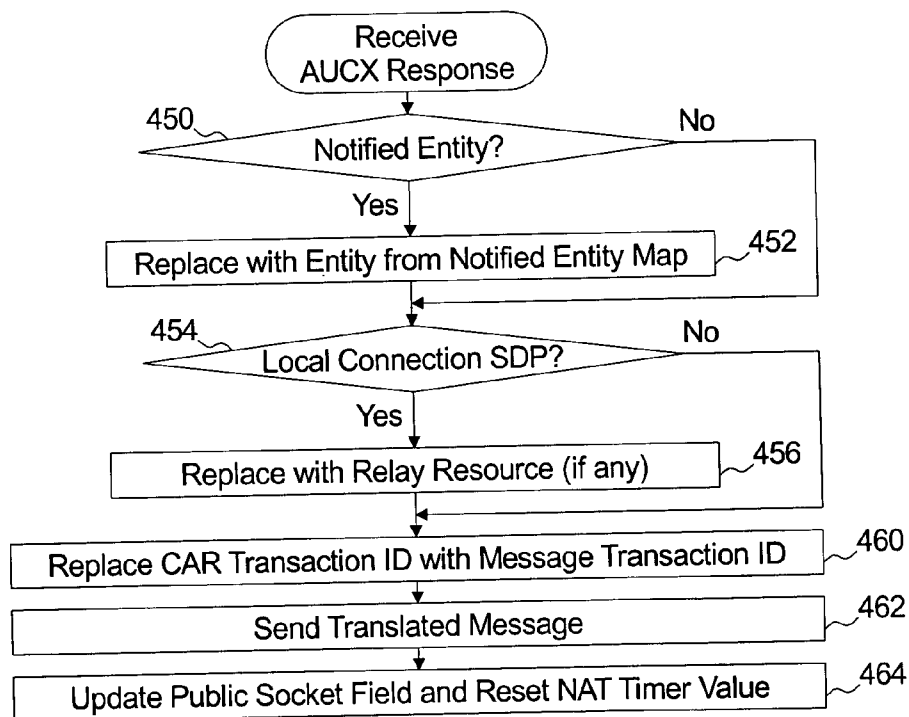 Receive
AUCX Response
450
No
Notified Entity?
Yes
Replace with Entity from Notified Entity Map
452
454
No
Local Connection SDP?
Yes
Replace with Relay Resource (if any)
456
Replace CAR Transaction ID with Message Transaction ID
460
Send Translated Message
462
Update Public Socket Field and Reset NAT Timer Value
464